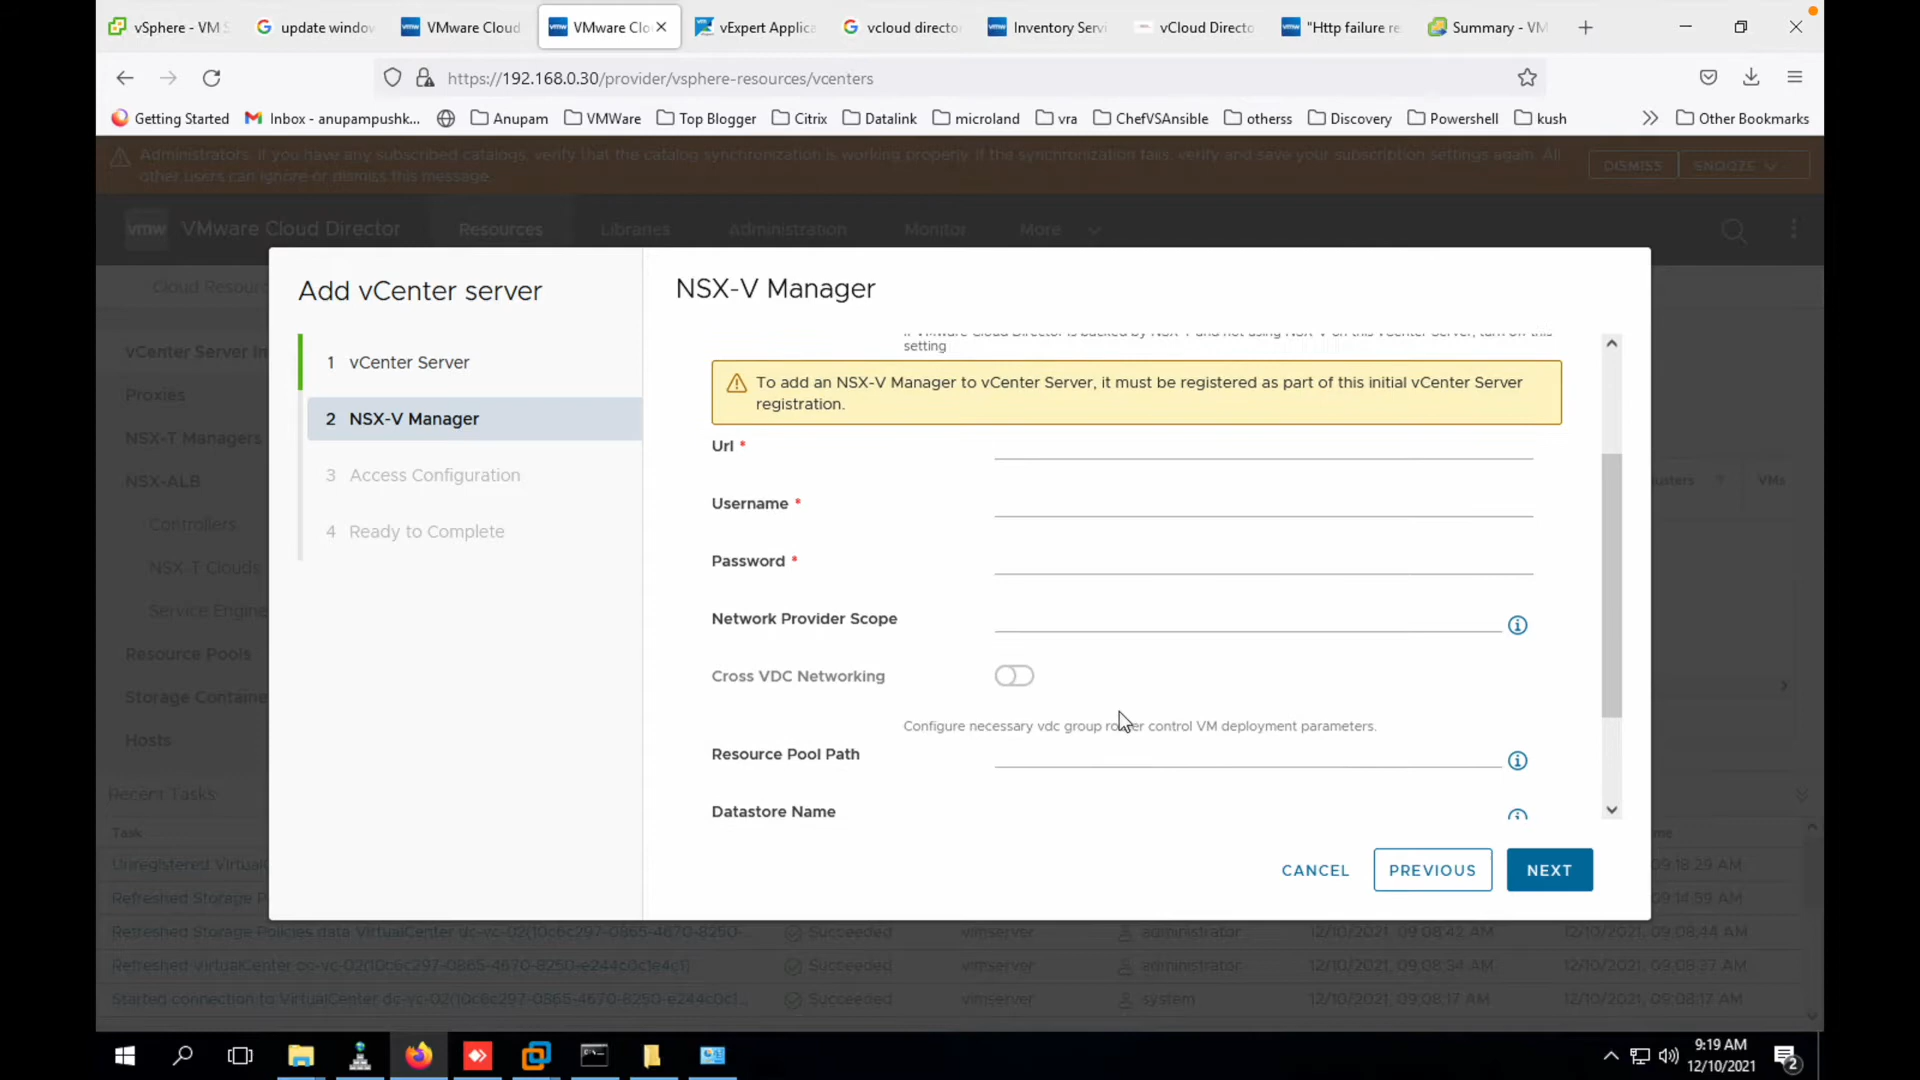 vSphere - VM S
update window
VMware Cloud
VMware Clo
vExpert Applica
vcloud director
Inventory Servi
vCloud Directo
"Http failure re
Summary - VM
https://192.168.0.30/provider/vsphere-resources/vcenters
Getting Started
Inbox - anupampushk...
Anupam
VMWare
Top Blogger
Citrix
Datalink
microland
vra
ChefVSAnsible
otherss
Discovery
Powershell
kush
Other Bookmarks
Administrators, if you have any subscribed catalogs, verify that the catalog synchronization is working properly. If the synchronization fails, verify and save your subscription settings again. All
other users can ignore or dismiss this message.
DISMISS
SNOOZE
vmw VMware Cloud Director
Resources
Libraries
Administration
Monitor
More
Cloud Resourc
vCenter Server In
Proxies
NSX-T Managers
NSX-ALB
Controllers
NSX-T Clouds
Service Engine
Resource Pools
Storage Containe
Hosts
usters
VMs
Add vCenter server
1 vCenter Server
2 NSX-V Manager
3 Access Configuration
4 Ready to Complete
NSX-V Manager
If VMware Cloud Director is backed by NSX-T and not using NSX-V on this vCenter Server, turn off this
setting
To add an NSX-V Manager to vCenter Server, it must be registered as part of this initial vCenter Server
registration.
Url *
Username *
Password *
Network Provider Scope
Cross VDC Networking
Configure necessary vdc group router control VM deployment parameters.
Resource Pool Path
Datastore Name
CANCEL
PREVIOUS
NEXT
Recent Tasks
Task
me
Unregistered Virtual
09:18:29 AM
Refreshed Storage P
09:14:59 AM
Refreshed Storage Policies data VirtualCenter dc-vc-02(10c6c297-0865-4670-8250-...
Succeeded
vimserver
administrator
12/10/2021, 09:08:42 AM
12/10/2021, 09:08:44 AM
Refreshed VirtualCenter dc-vc-02(10c6c297-0865-4670-8250-e244c0c1e4c1)
Succeeded
vimserver
administrator
12/10/2021, 09:08:34 AM
12/10/2021, 09:08:37 AM
Started connection to VirtualCenter dc-vc-02(10c6c297-0865-4670-8250-e244c0c1...
Succeeded
vimserver
system
12/10/2021, 09:08:17 AM
12/10/2021, 09:08:17 AM
9:19 AM
12/10/2021
2